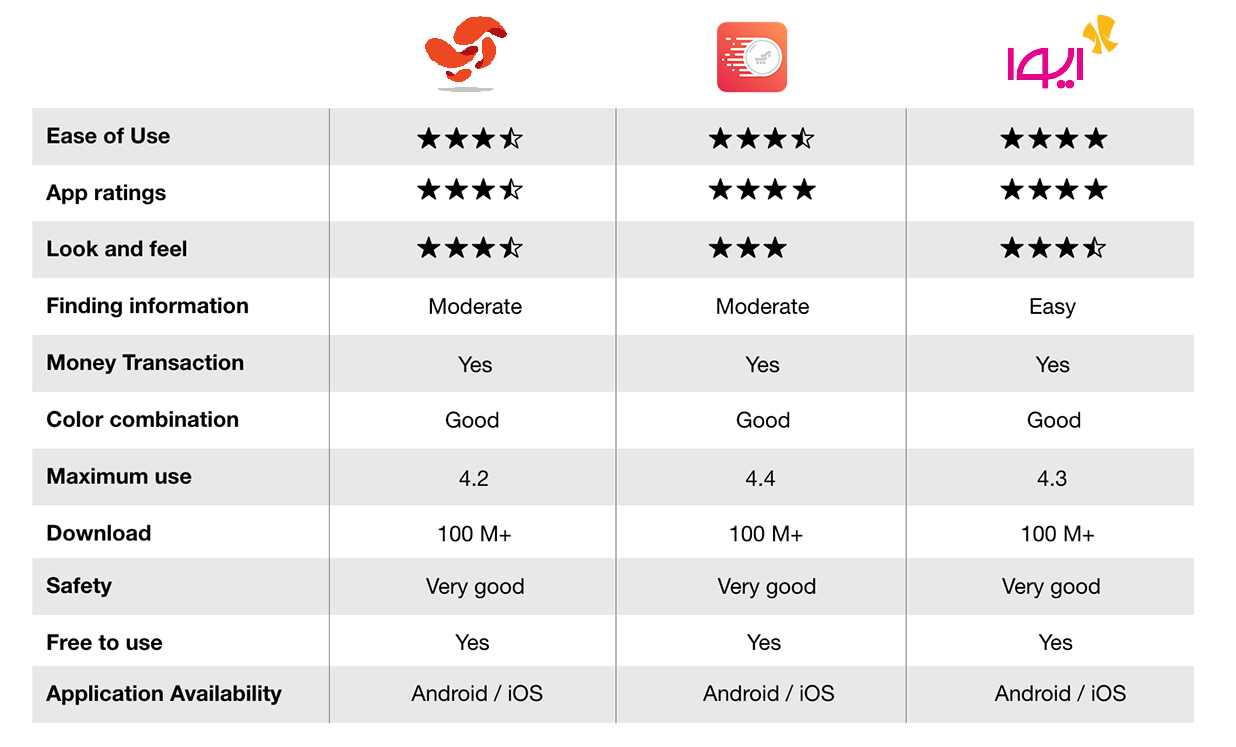 ایوا
Ease of Use
App ratings
Look and feel
Finding information Moderate Moderate Easy
Money Transaction Yes Yes Yes
Color combination Good Good Good
Maximum use 4.2 4.4 4.3
Download 100 M+ 100 M+ 100 M+
Safety Very good Very good Very good
Free to use Yes Yes Yes
Application Availability Android / iOS Android / iOS Android / iOS